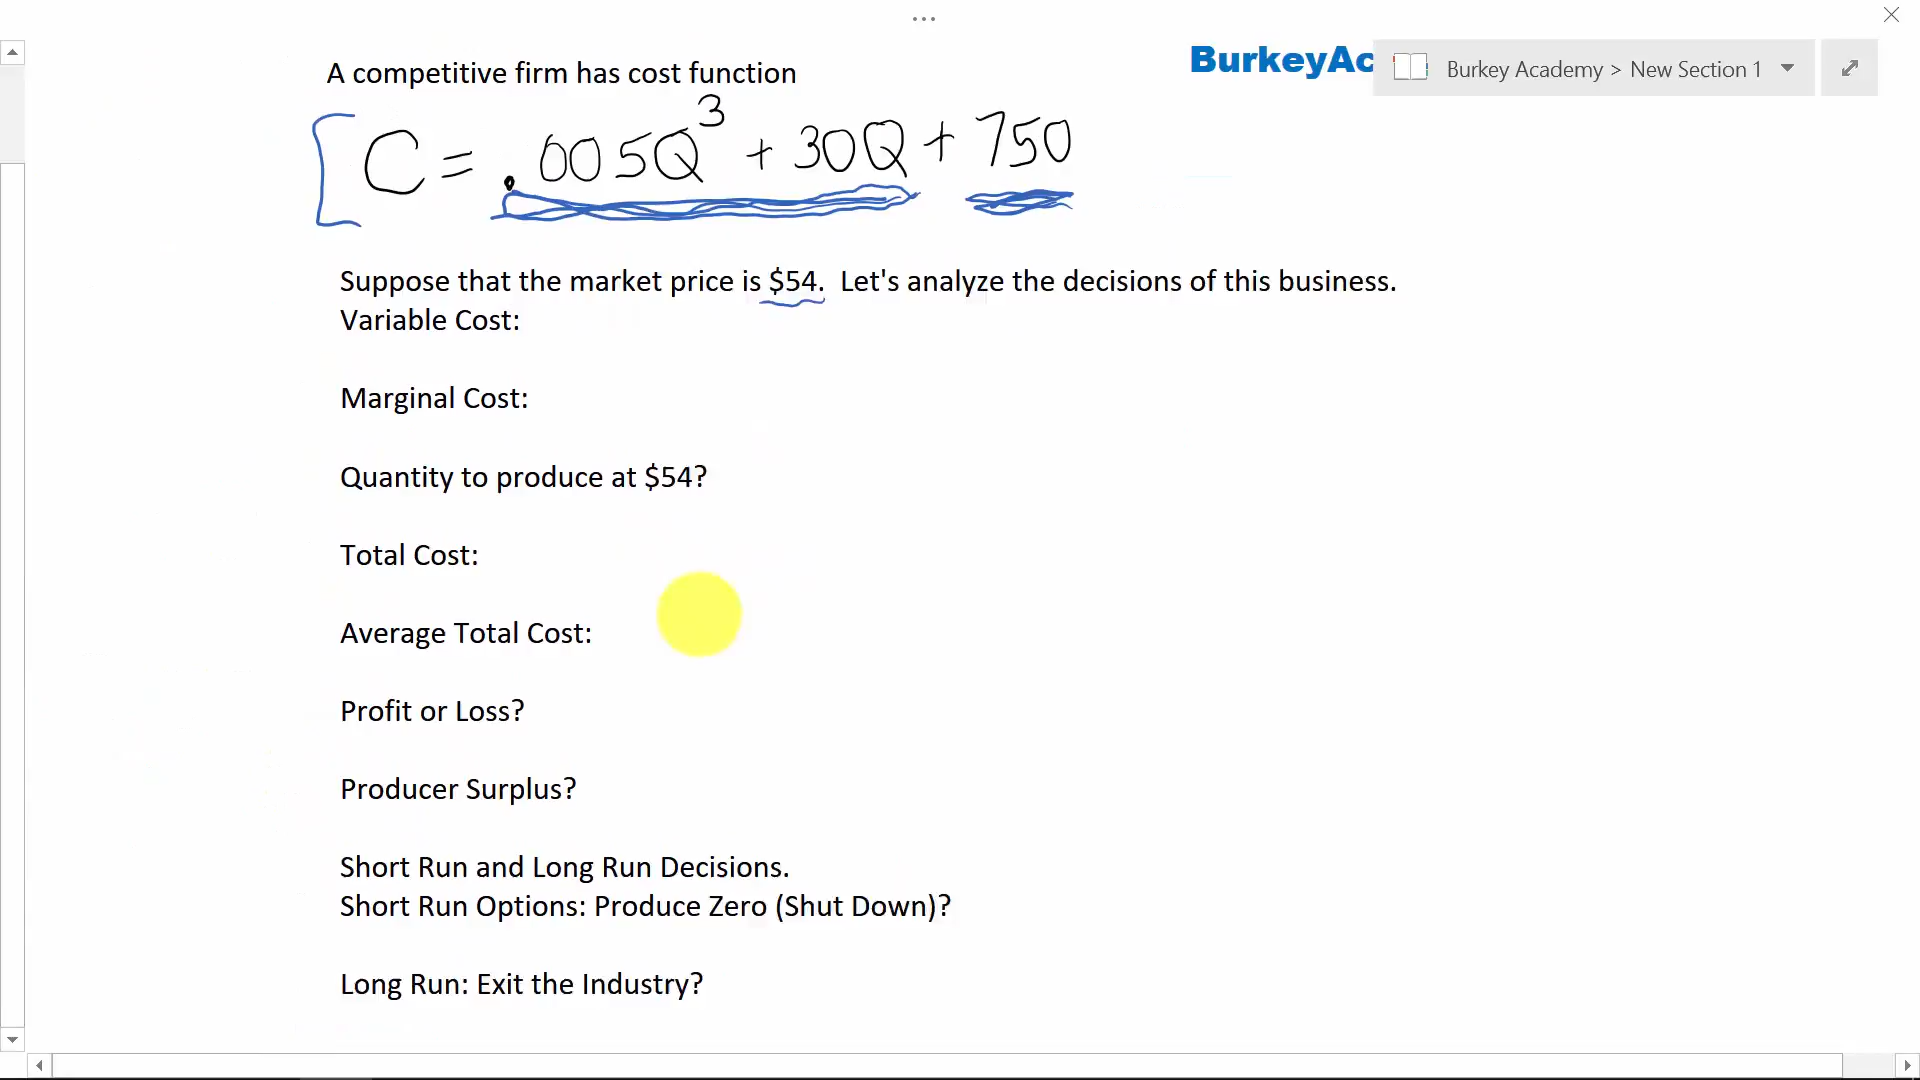 A competitive firm has cost function
BurkeyAc
Burkey Academy > New Section 1
C = .005Q³ + 30Q + 750
Suppose that the market price is $54. Let's analyze the decisions of this business.
Variable Cost:
Marginal Cost:
Quantity to produce at $54?
Total Cost:
Average Total Cost:
Profit or Loss?
Producer Surplus?
Short Run and Long Run Decisions.
Short Run Options: Produce Zero (Shut Down)?
Long Run: Exit the Industry?